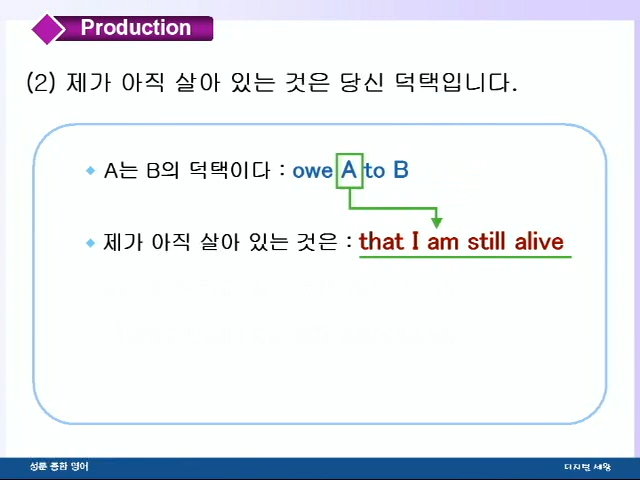 Production
(2) 제가 아직 살아 있는 것은 당신 덕택입니다.
A는 B의 덕택이다 : owe A to B
제가 아직 살아 있는 것은 : that I am still alive
성문 종합 영어
디지털 세왕